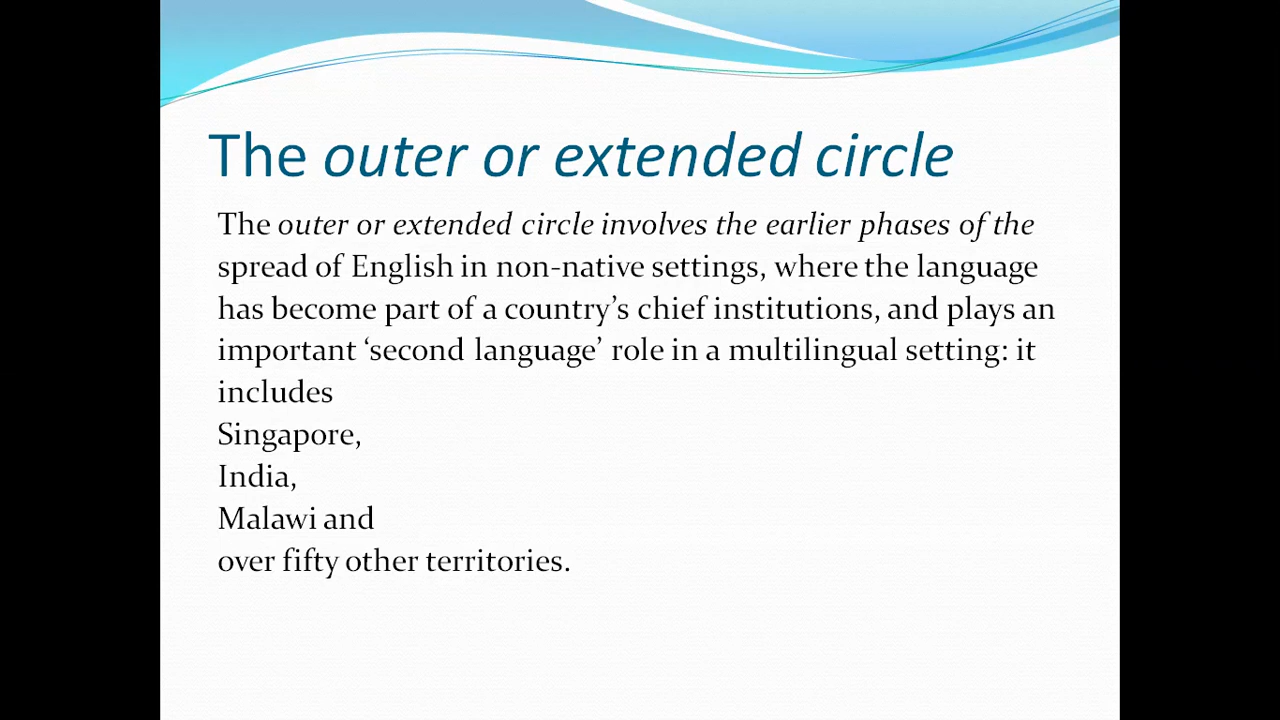 The outer or extended circle
The outer or extended circle involves the earlier phases of the
spread of English in non-native settings, where the language
has become part of a country’s chief institutions, and plays an
important ‘second language’ role in a multilingual setting: it
includes
Singapore,
India,
Malawi and
over fifty other territories.